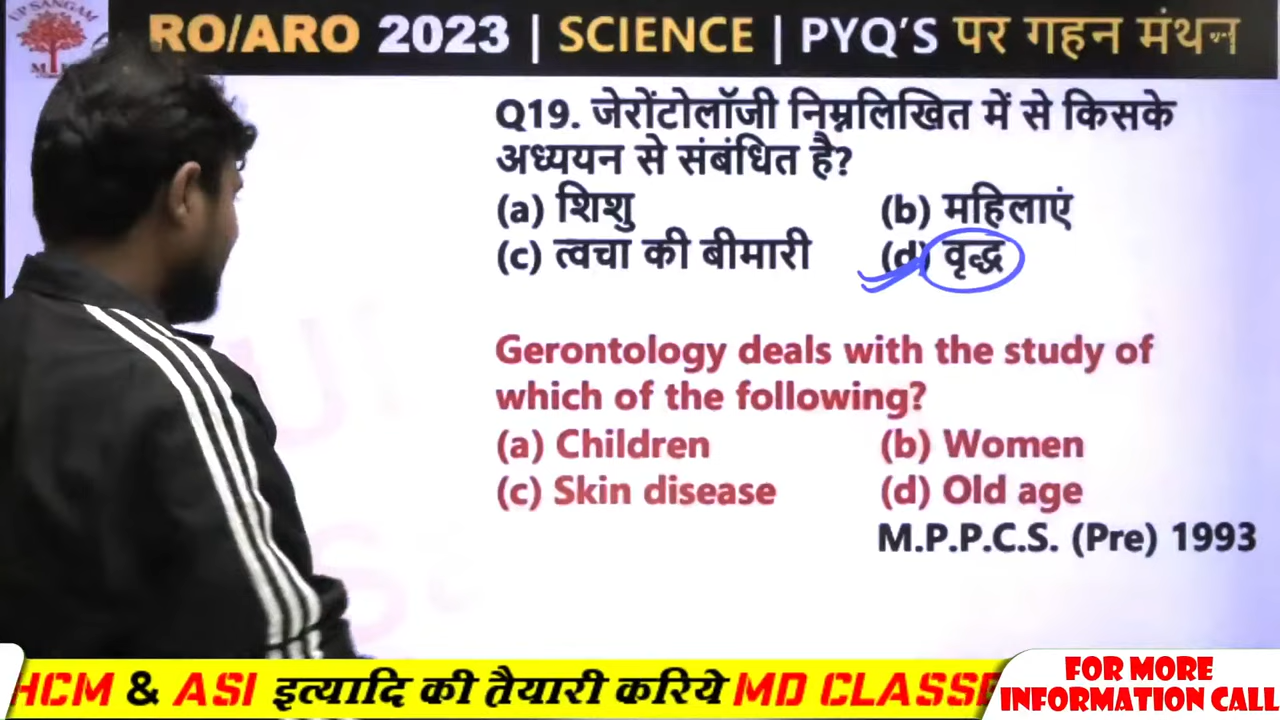 UP SANGAM
RO/ARO 2023 | SCIENCE | PYQ'S पर गहन मंथन
Q19. जेरोंटोलॉजी निम्नलिखित में से किसके
अध्ययन से संबंधित है?
(a) शिशु (b) महिलाएं
(c) त्वचा की बीमारी (d) वृद्ध
Gerontology deals with the study of
which of the following?
(a) Children (b) Women
(c) Skin disease (d) Old age
M.P.P.C.S. (Pre) 1993
HCM & ASI इत्यादि की तैयारी करिये MD CLASSE
FOR MORE
INFORMATION CALL